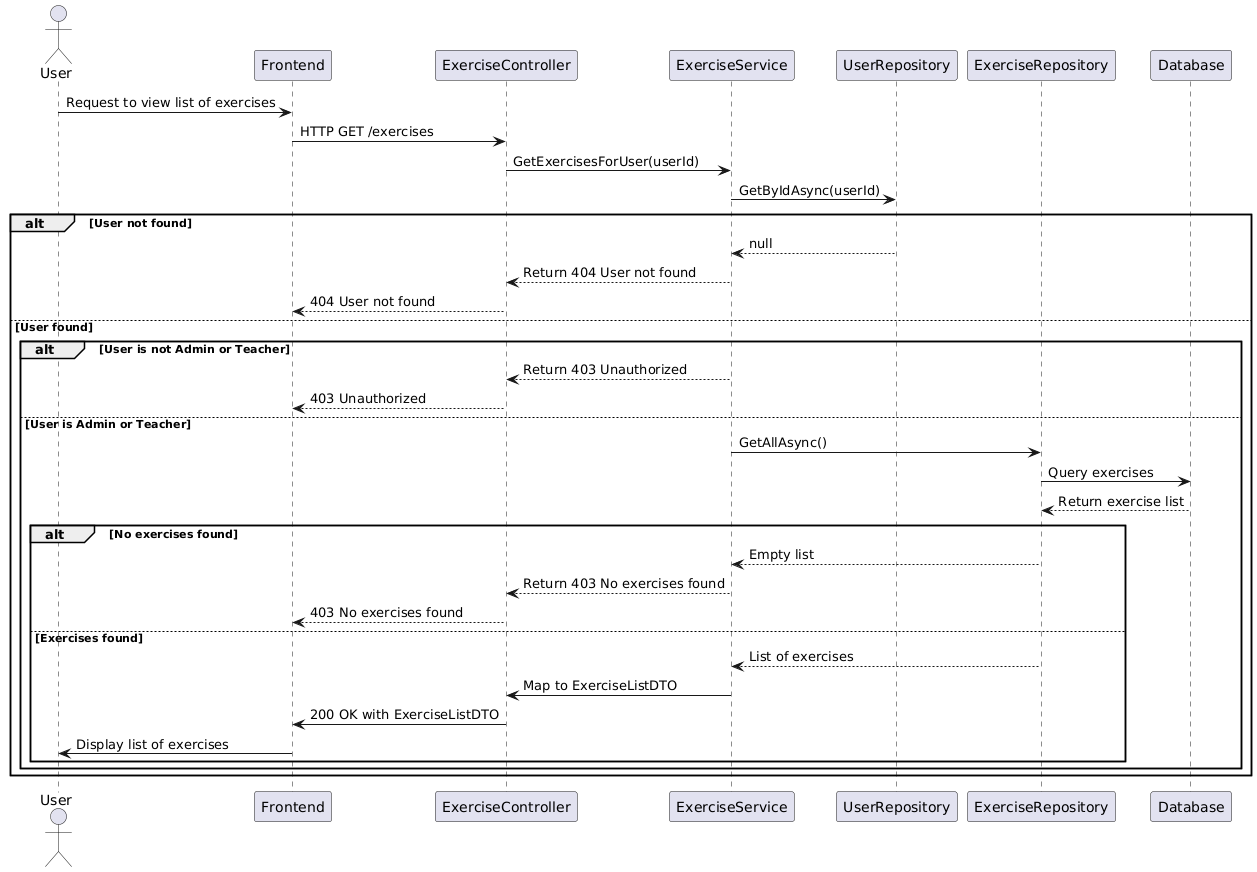 User
Frontend
ExerciseController
ExerciseService
UserRepository
ExerciseRepository
Database
Request to view list of exercises
HTTP GET /exercises
GetExercisesForUser(userId)
GetByIdAsync(userId)
alt [User not found]
null
Return 404 User not found
404 User not found
[User found]
alt [User is not Admin or Teacher]
Return 403 Unauthorized
403 Unauthorized
[User is Admin or Teacher]
GetAllAsync()
Query exercises
Return exercise list
alt [No exercises found]
Empty list
Return 403 No exercises found
403 No exercises found
[Exercises found]
List of exercises
Map to ExerciseListDTO
200 OK with ExerciseListDTO
Display list of exercises
User
Frontend
ExerciseController
ExerciseService
UserRepository
ExerciseRepository
Database